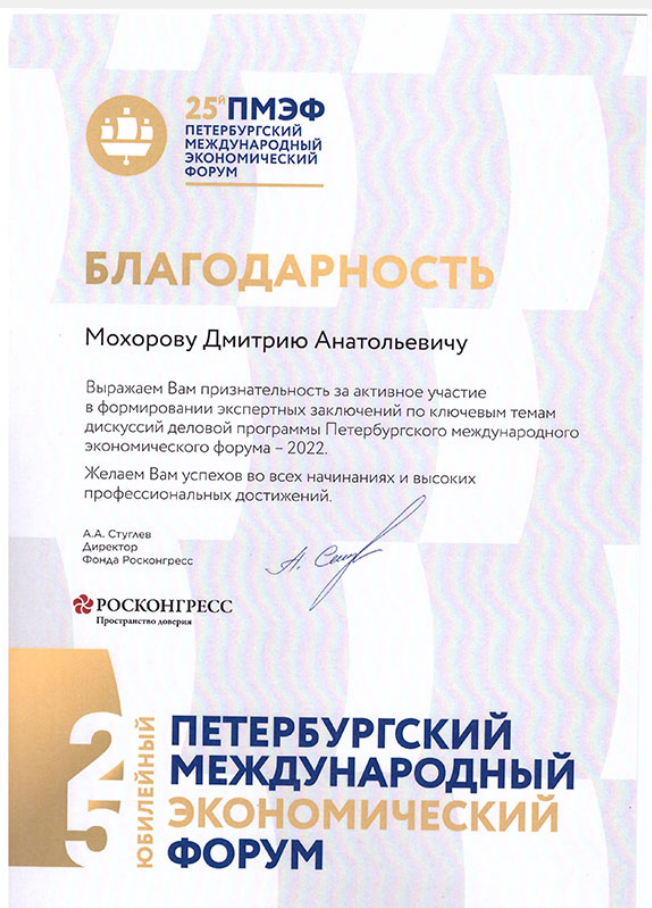 25й ПМЭФ
ПЕТЕРБУРГСКИЙ
МЕЖДУНАРОДНЫЙ
ЭКОНОМИЧЕСКИЙ
ФОРУМ
БЛАГОДАРНОСТЬ
Мохорову Дмитрию Анатольевичу
Выражаем Вам признательность за активное участие
в формировании экспертных заключений по ключевым темам
дискуссий деловой программы Петербургского международного
экономического форума – 2022.
Желаем Вам успехов во всех начинаниях и высоких
профессиональных достижений.
А.А. Стуглев
Директор
Фонда Росконгресс
РОСКОНГРЕСС
Пространство доверия
25
ЮБИЛЕЙНЫЙ
ПЕТЕРБУРГСКИЙ
МЕЖДУНАРОДНЫЙ
ЭКОНОМИЧЕСКИЙ
ФОРУМ